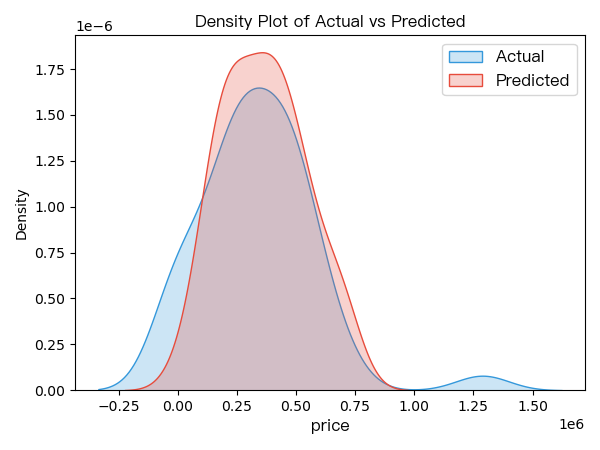 Density Plot of Actual vs Predicted
1e−6
Actual
Predicted
1.75
1.50
1.25
1.00
0.75
0.50
0.25
0.00
Density
−0.25 0.00 0.25 0.50 0.75 1.00 1.25 1.50
price
1e6